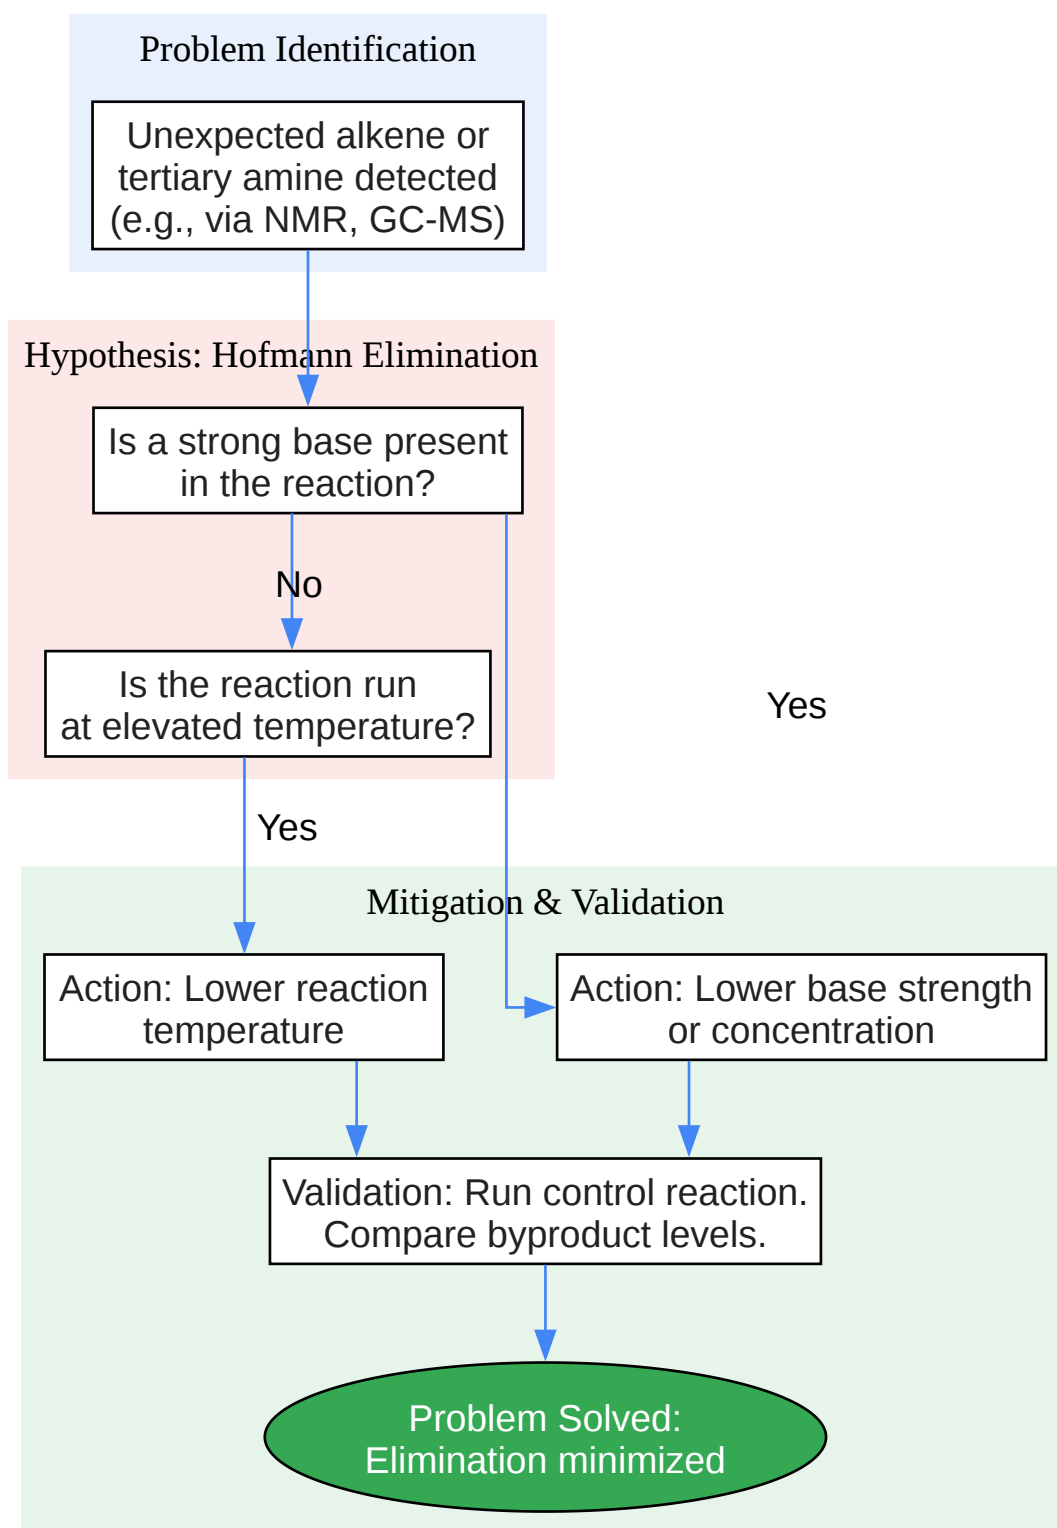 Problem Identification
Unexpected alkene or
tertiary amine detected
(e.g., via NMR, GC-MS)
Hypothesis: Hofmann Elimination
Is a strong base present
in the reaction?
No
Is the reaction run
at elevated temperature?
Yes
Yes
Mitigation & Validation
Action: Lower reaction
temperature
Action: Lower base strength
or concentration
Validation: Run control reaction.
Compare byproduct levels.
Problem Solved:
Elimination minimized